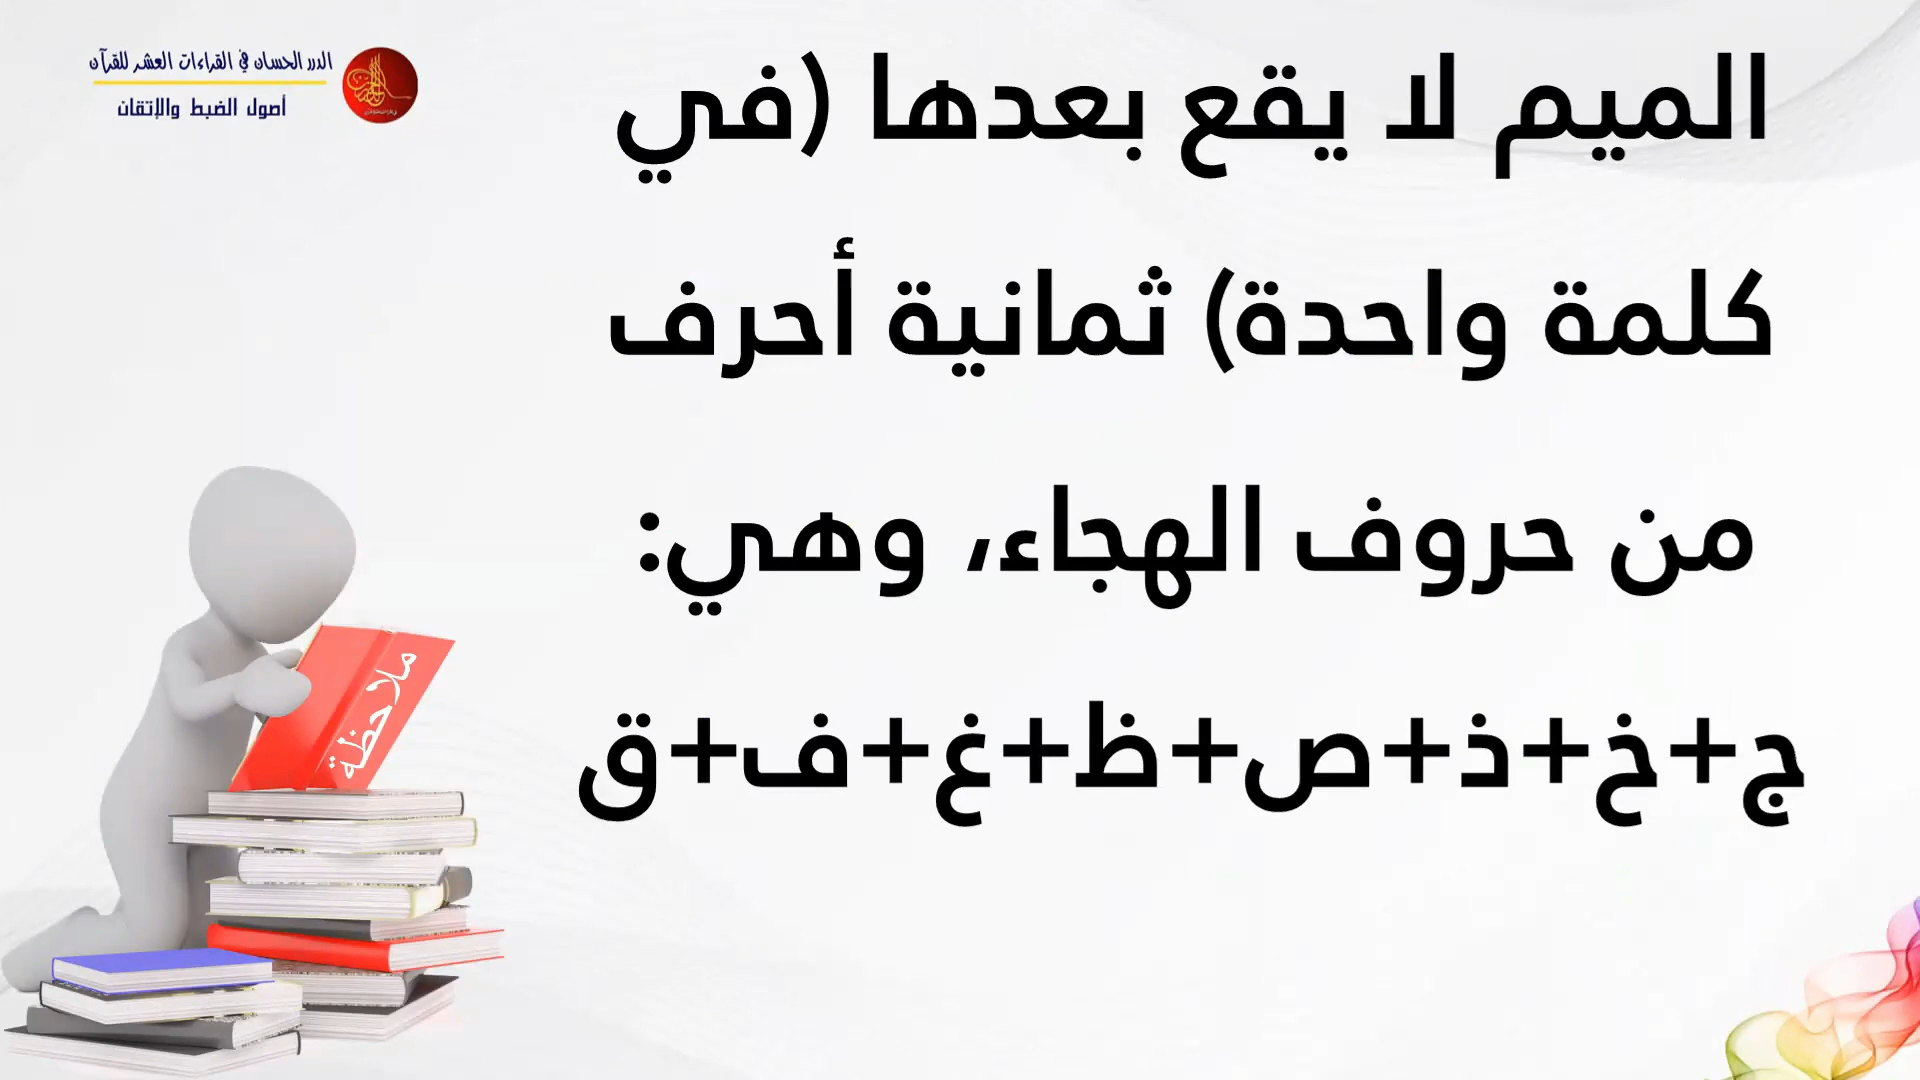 الدرر الحسان في القراءات العشر للقرآن
أصول الضبط والإتقان
الميم لا يقع بعدها (في
كلمة واحدة) ثمانية أحرف
من حروف الهجاء، وهي:
ج+خ+ذ+ص+ظ+غ+ف+ق
ملاحظة